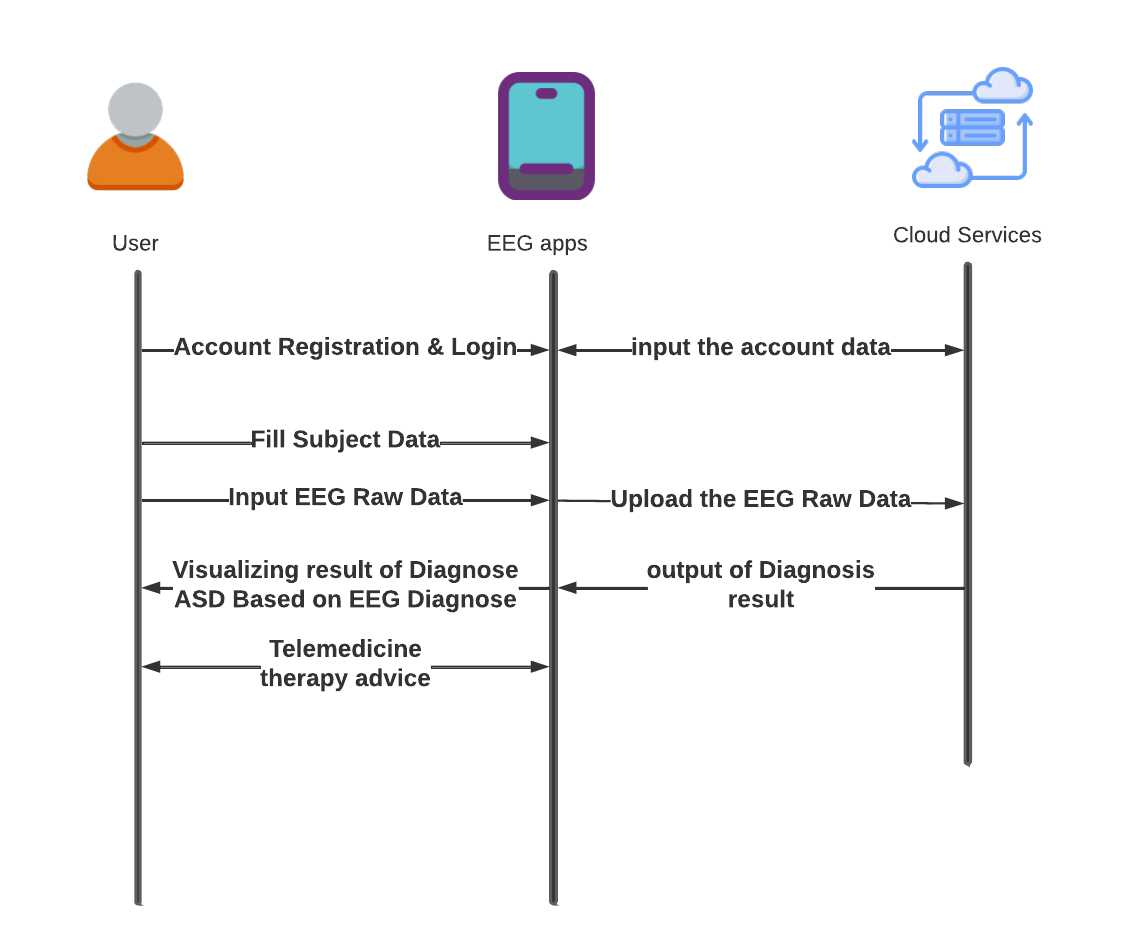 User
EEG apps
Cloud Services
Account Registration & Login
input the account data
Fill Subject Data
Input EEG Raw Data
Upload the EEG Raw Data
Visualizing result of Diagnose
ASD Based on EEG Diagnose
output of Diagnosis
result
Telemedicine
therapy advice